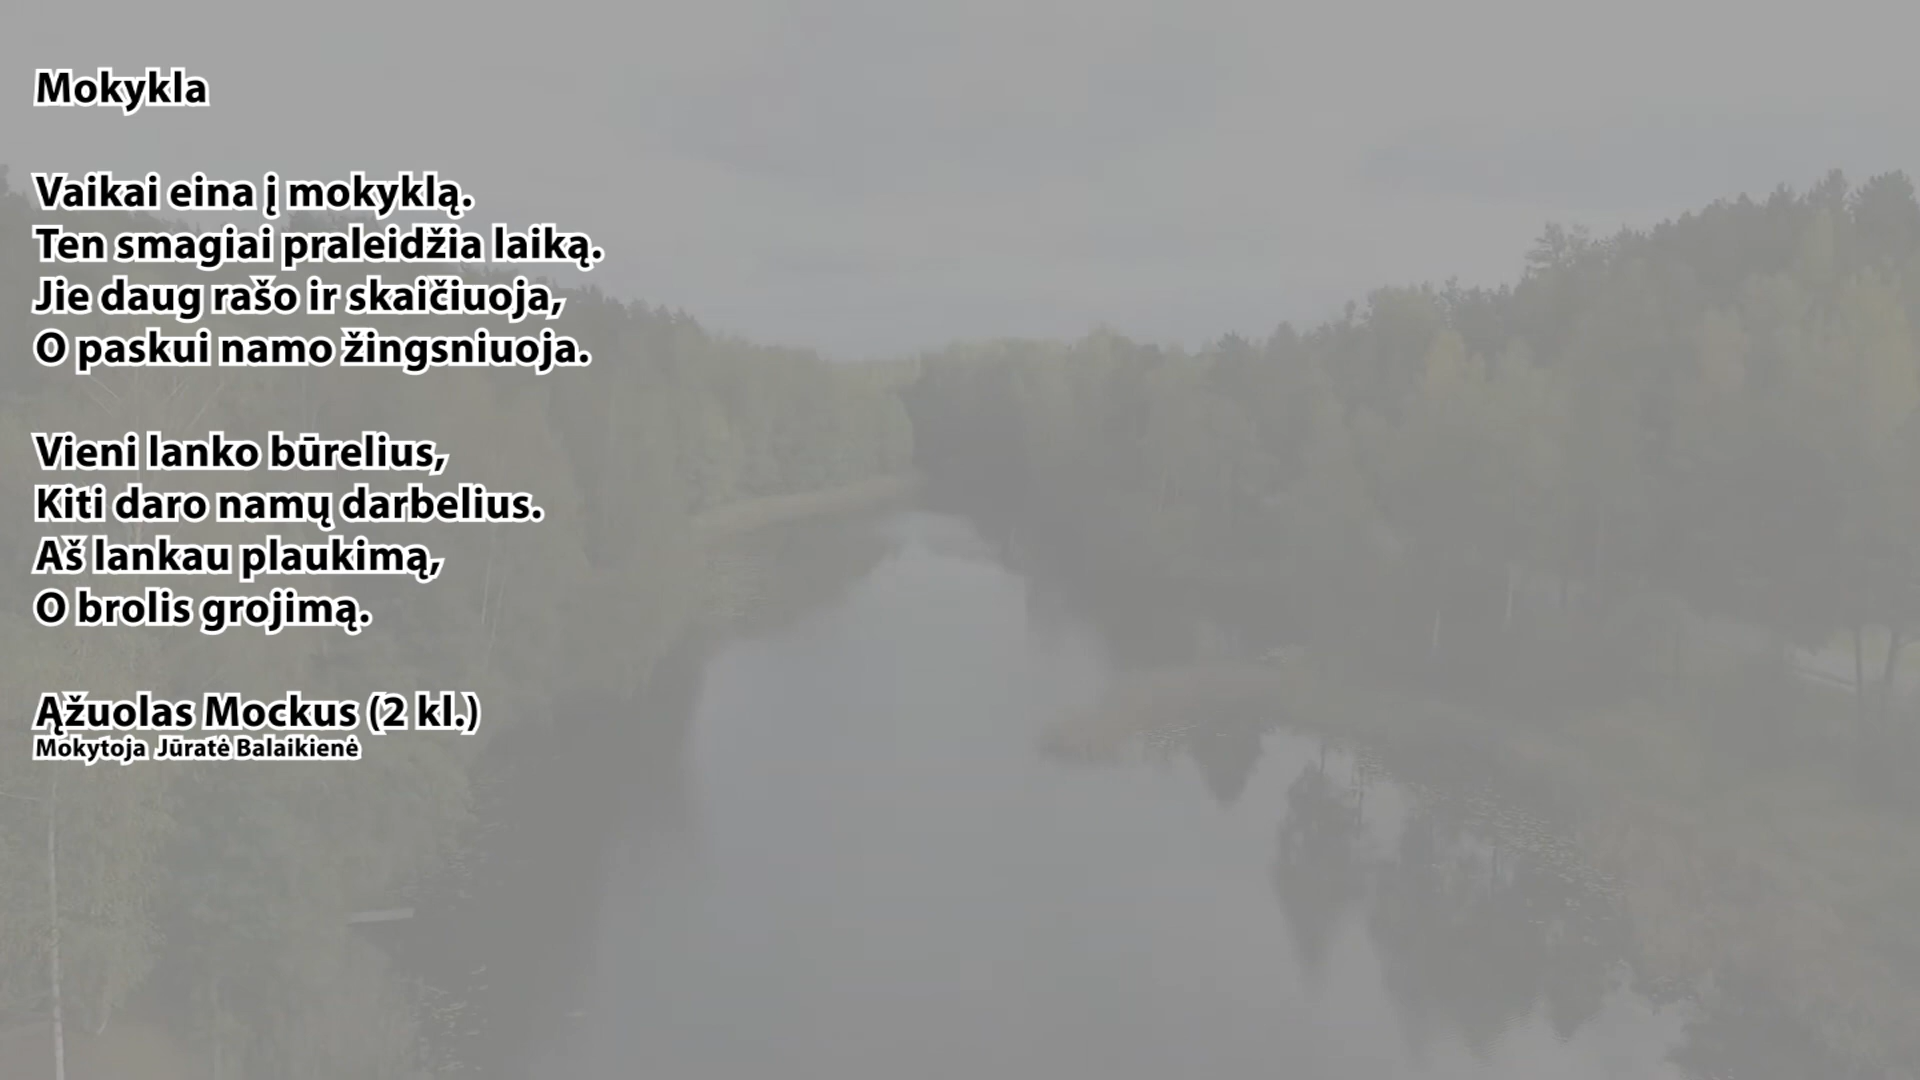 Mokykla
Vaikai eina į mokyklą.
Ten smagiai praleidžia laiką.
Jie daug rašo ir skaičiuoja,
O paskui namo žingsniuoja.
Vieni lanko būrelius,
Kiti daro namų darbelius.
Aš lankau plaukimą,
O brolis grojimą.
Ąžuolas Mockus (2 kl.)
Mokytoja Jūratė Balaikienė